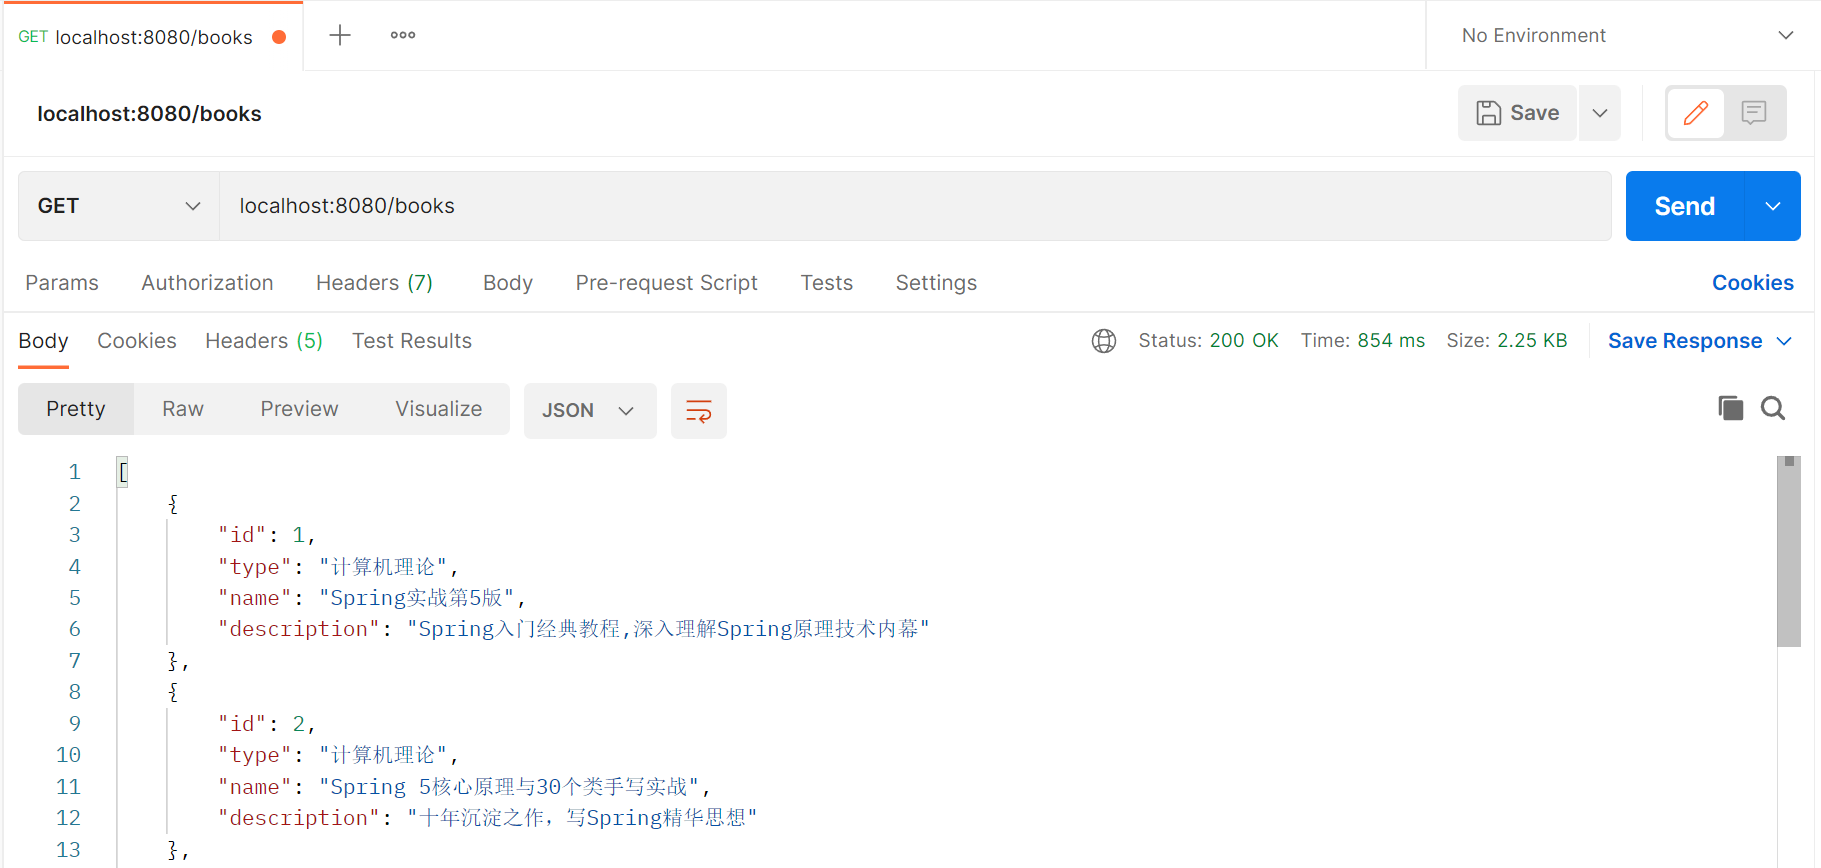 GET localhost:8080/books No Environment
localhost:8080/books Save
GET localhost:8080/books Send
Params Authorization Headers (7) Body Pre-request Script Tests Settings Cookies
Body Cookies Headers (5) Test Results Status: 200 OK Time: 854 ms Size: 2.25 KB Save Response
Pretty Raw Preview Visualize JSON
1 [
2 {
3 "id": 1,
4 "type": "计算机理论",
5 "name": "Spring实战第5版",
6 "description": "Spring入门经典教程,深入理解Spring原理技术内幕"
7 },
8 {
9 "id": 2,
10 "type": "计算机理论",
11 "name": "Spring 5核心原理与30个类手写实战",
12 "description": "十年沉淀之作，写Spring精华思想"
13 },